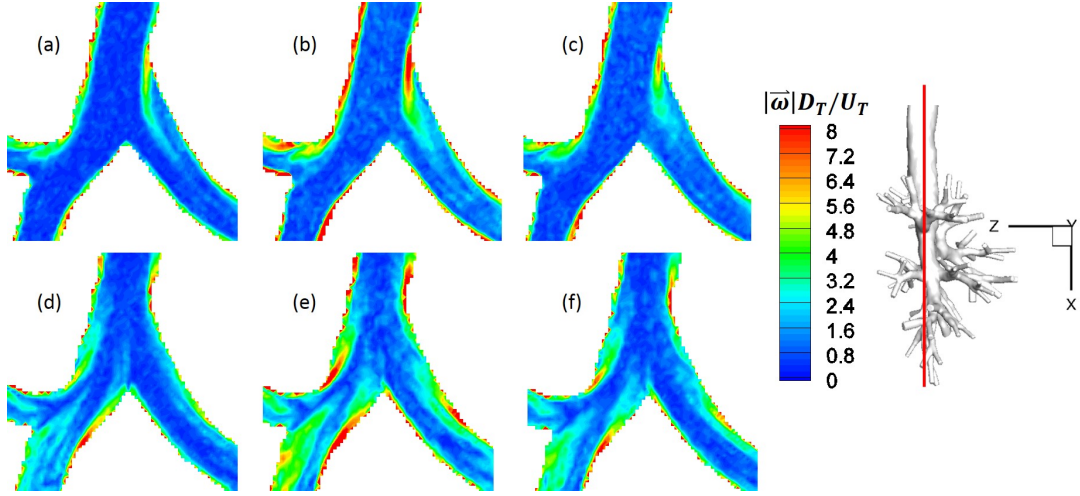 (a)
(b)
(c)
|ω⃗|D_T/U_T
8
7.2
6.4
5.6
4.8
4
3.2
2.4
1.6
0.8
0
Z
Y
X
(d)
(e)
(f)